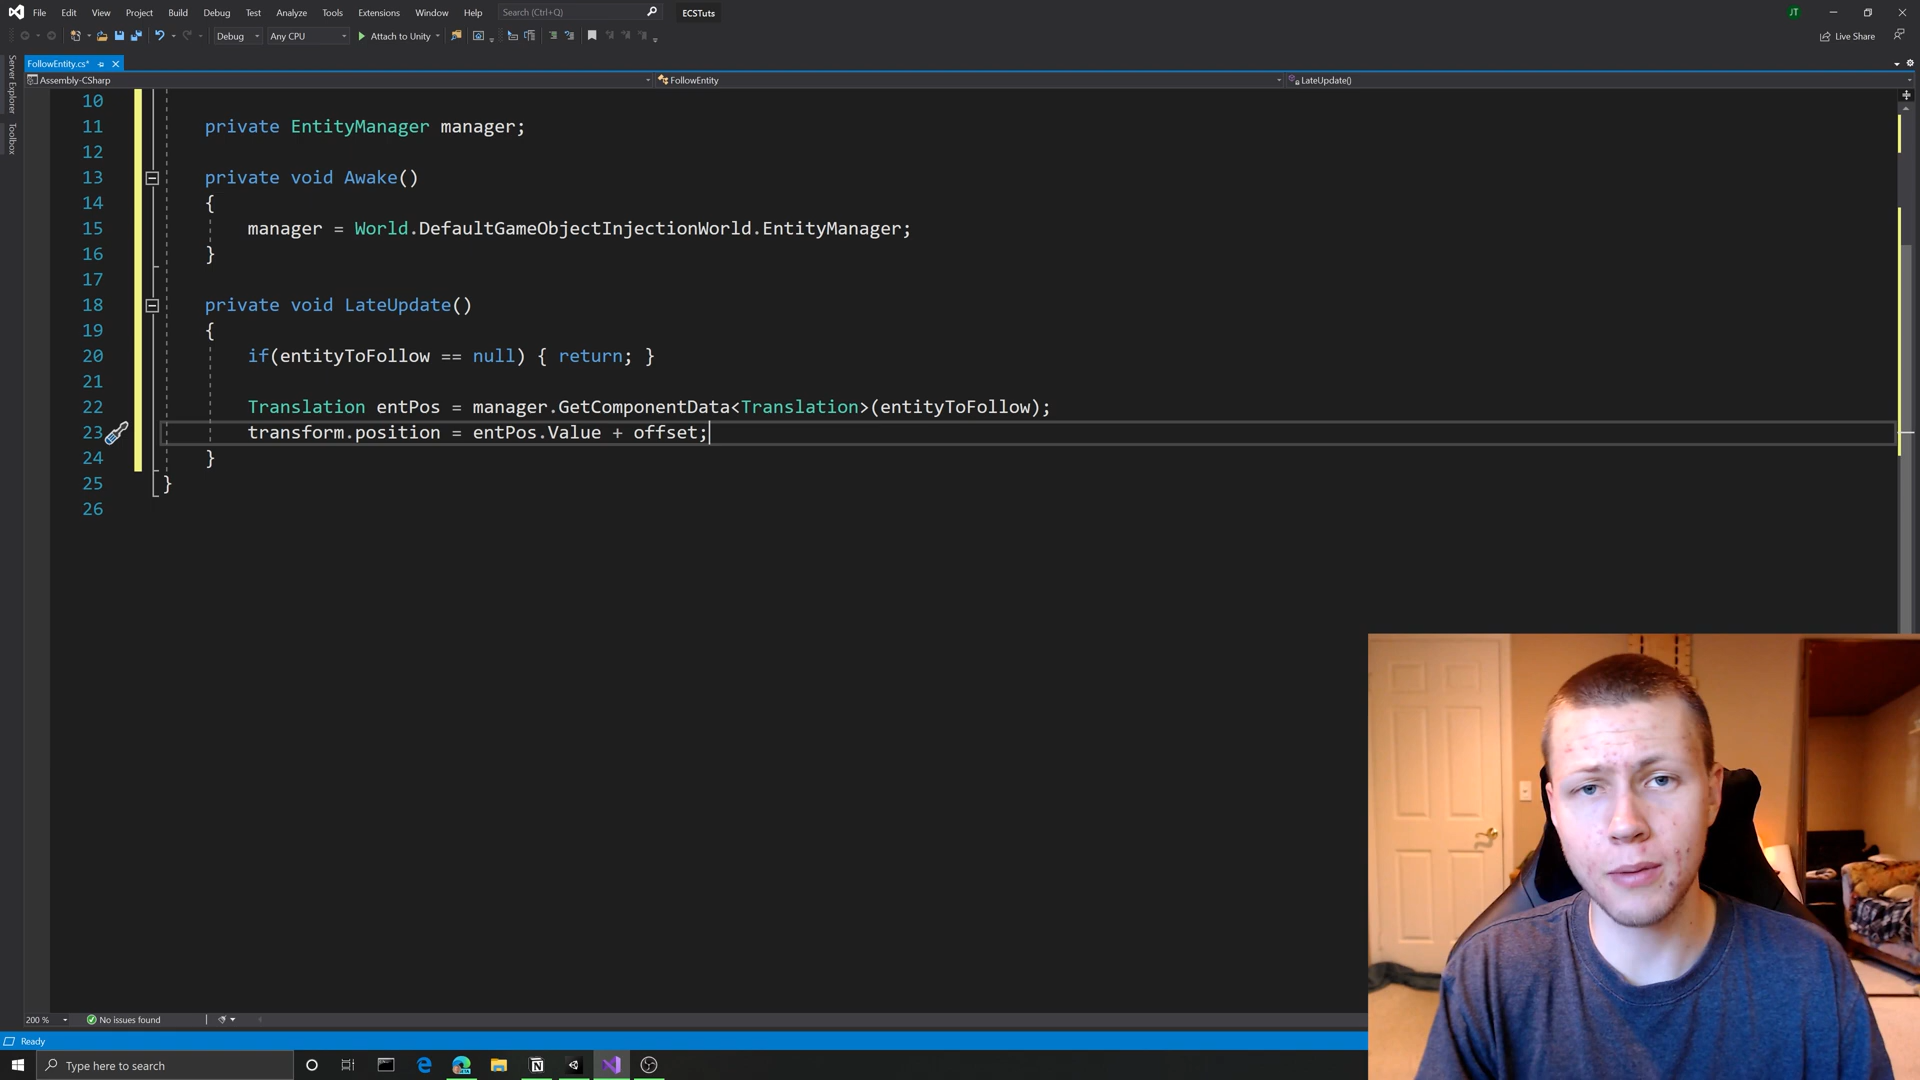 File Edit View Project Build Debug Test Analyze Tools Extensions Window Help Search (Ctrl+Q) ECSTuts JT
Debug Any CPU Attach to Unity Live Share
FollowEntity.cs*
Assembly-CSharp FollowEntity LateUpdate()
Server Explorer
Toolbox
10
11 private EntityManager manager;
12
13 private void Awake()
14 {
15 manager = World.DefaultGameObjectInjectionWorld.EntityManager;
16 }
17
18 private void LateUpdate()
19 {
20 if(entityToFollow == null) { return; }
21
22 Translation entPos = manager.GetComponentData<Translation>(entityToFollow);
23 transform.position = entPos.Value + offset;
24 }
25 }
26
200 % No issues found
Ready
Type here to search